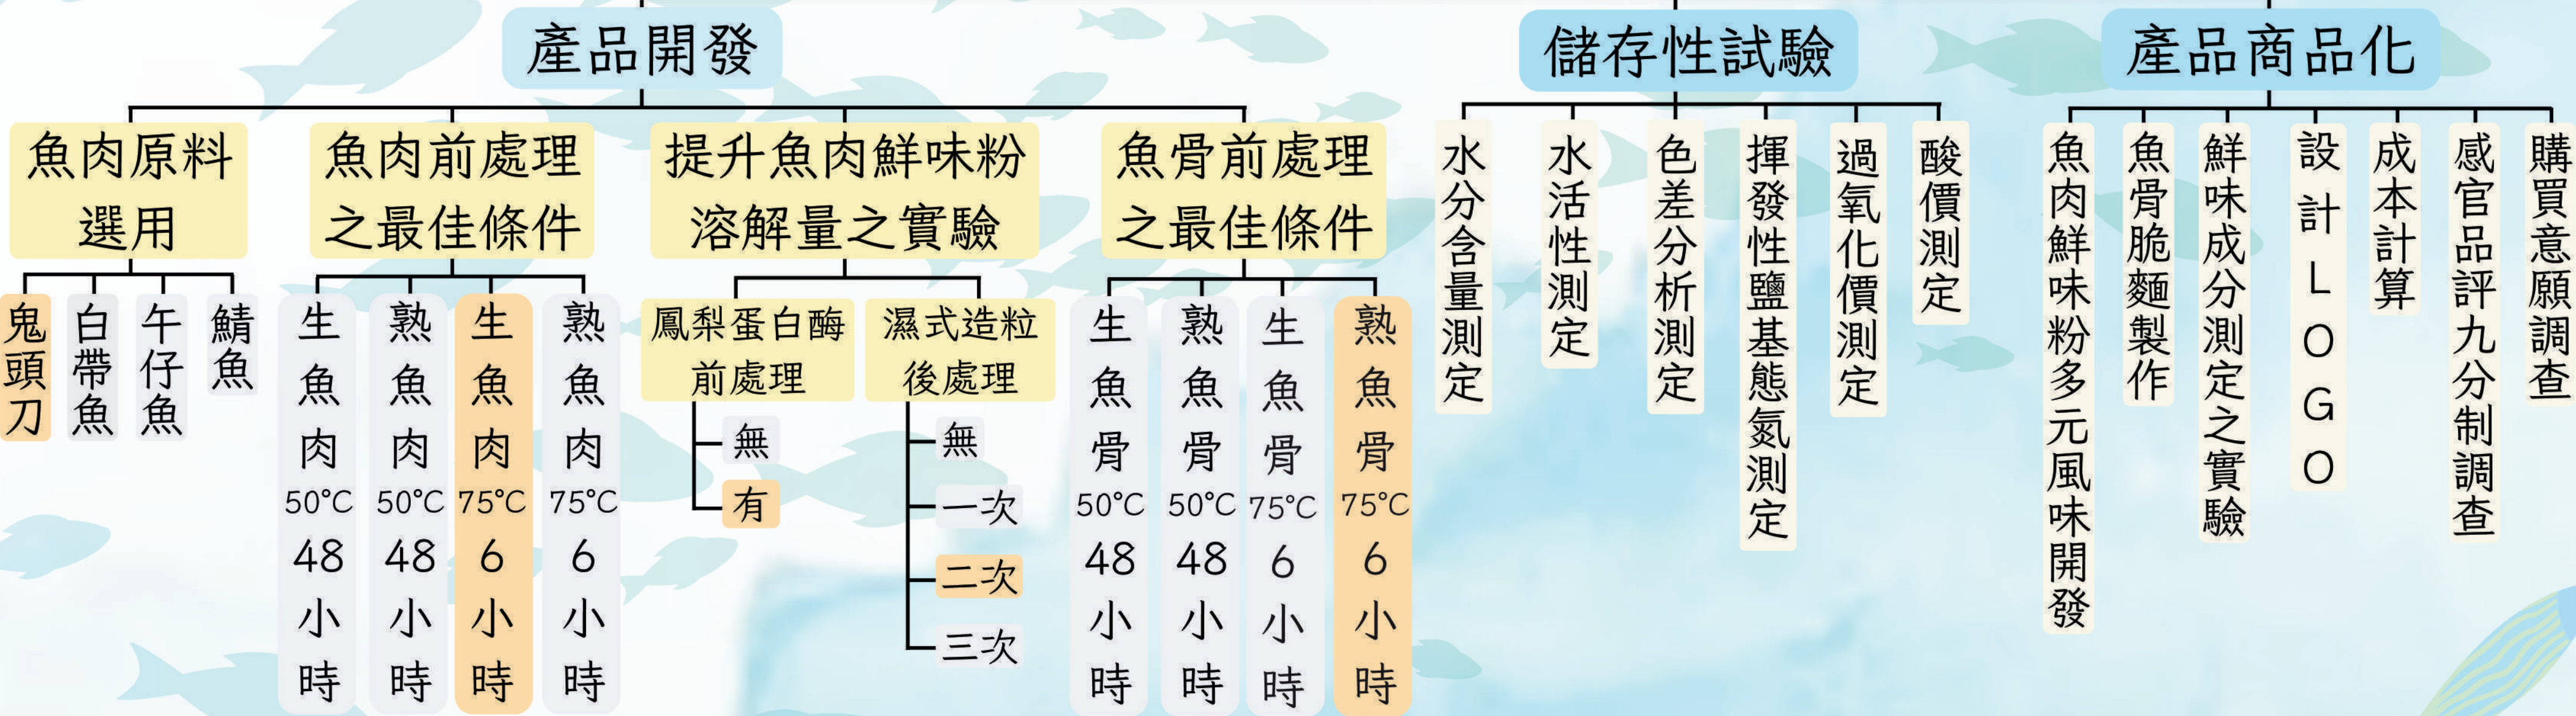 產品開發
魚肉原料
選用
鬼頭刀
白帶魚
午仔魚
鯖魚
魚肉前處理
之最佳條件
生魚肉50°C48小時
熟魚肉50°C48小時
生魚肉75°C6小時
熟魚肉75°C6小時
提升魚肉鮮味粉
溶解量之實驗
鳳梨蛋白酶
前處理
無
有
濕式造粒
後處理
無
一次
二次
三次
魚骨前處理
之最佳條件
生魚骨50°C48小時
熟魚骨50°C48小時
生魚骨75°C6小時
熟魚骨75°C6小時
儲存性試驗
水分含量測定
水活性測定
色差分析測定
揮發性鹽基態氮測定
過氧化價測定
酸價測定
產品商品化
魚肉鮮味粉多元風味開發
魚骨脆麵製作
鮮味成分測定之實驗
設計LOGO
成本計算
感官品評九分制調查
購買意願調查